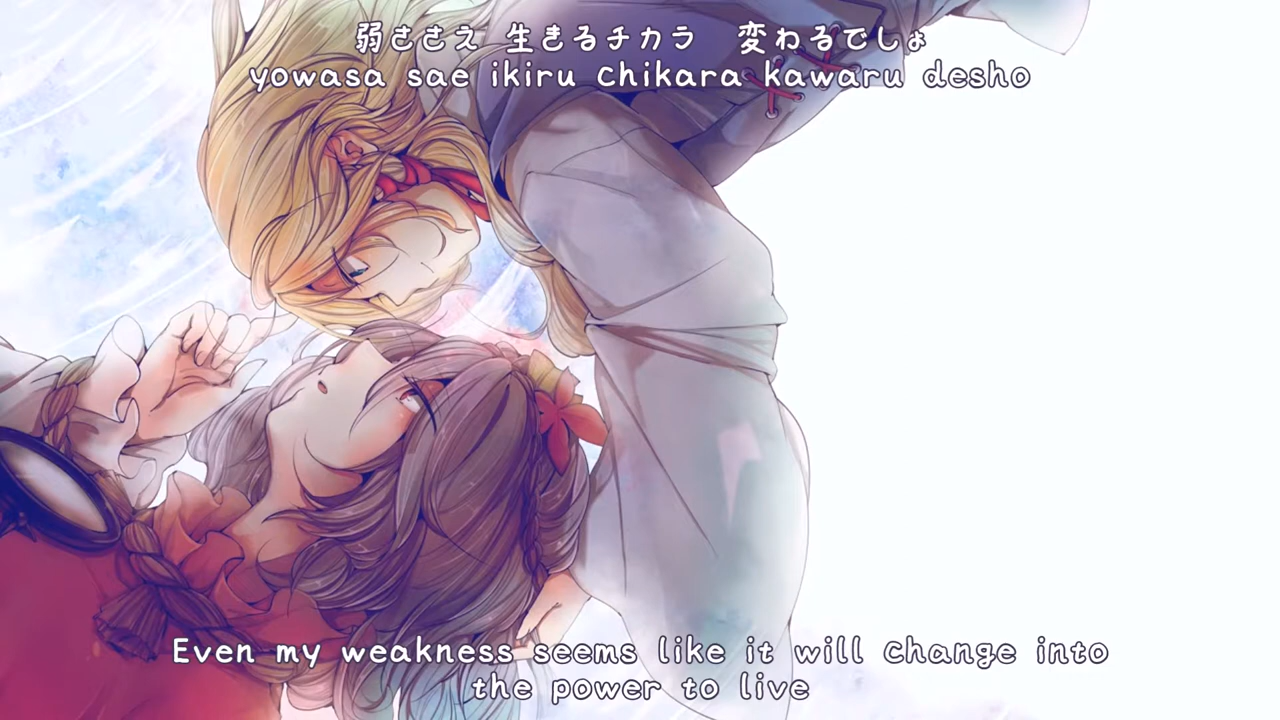 弱ささえ 生きるチカラ 変わるでしょ
yowasa sae ikiru chikara kawaru desho
Even my weakness seems like it will change into
the power to live